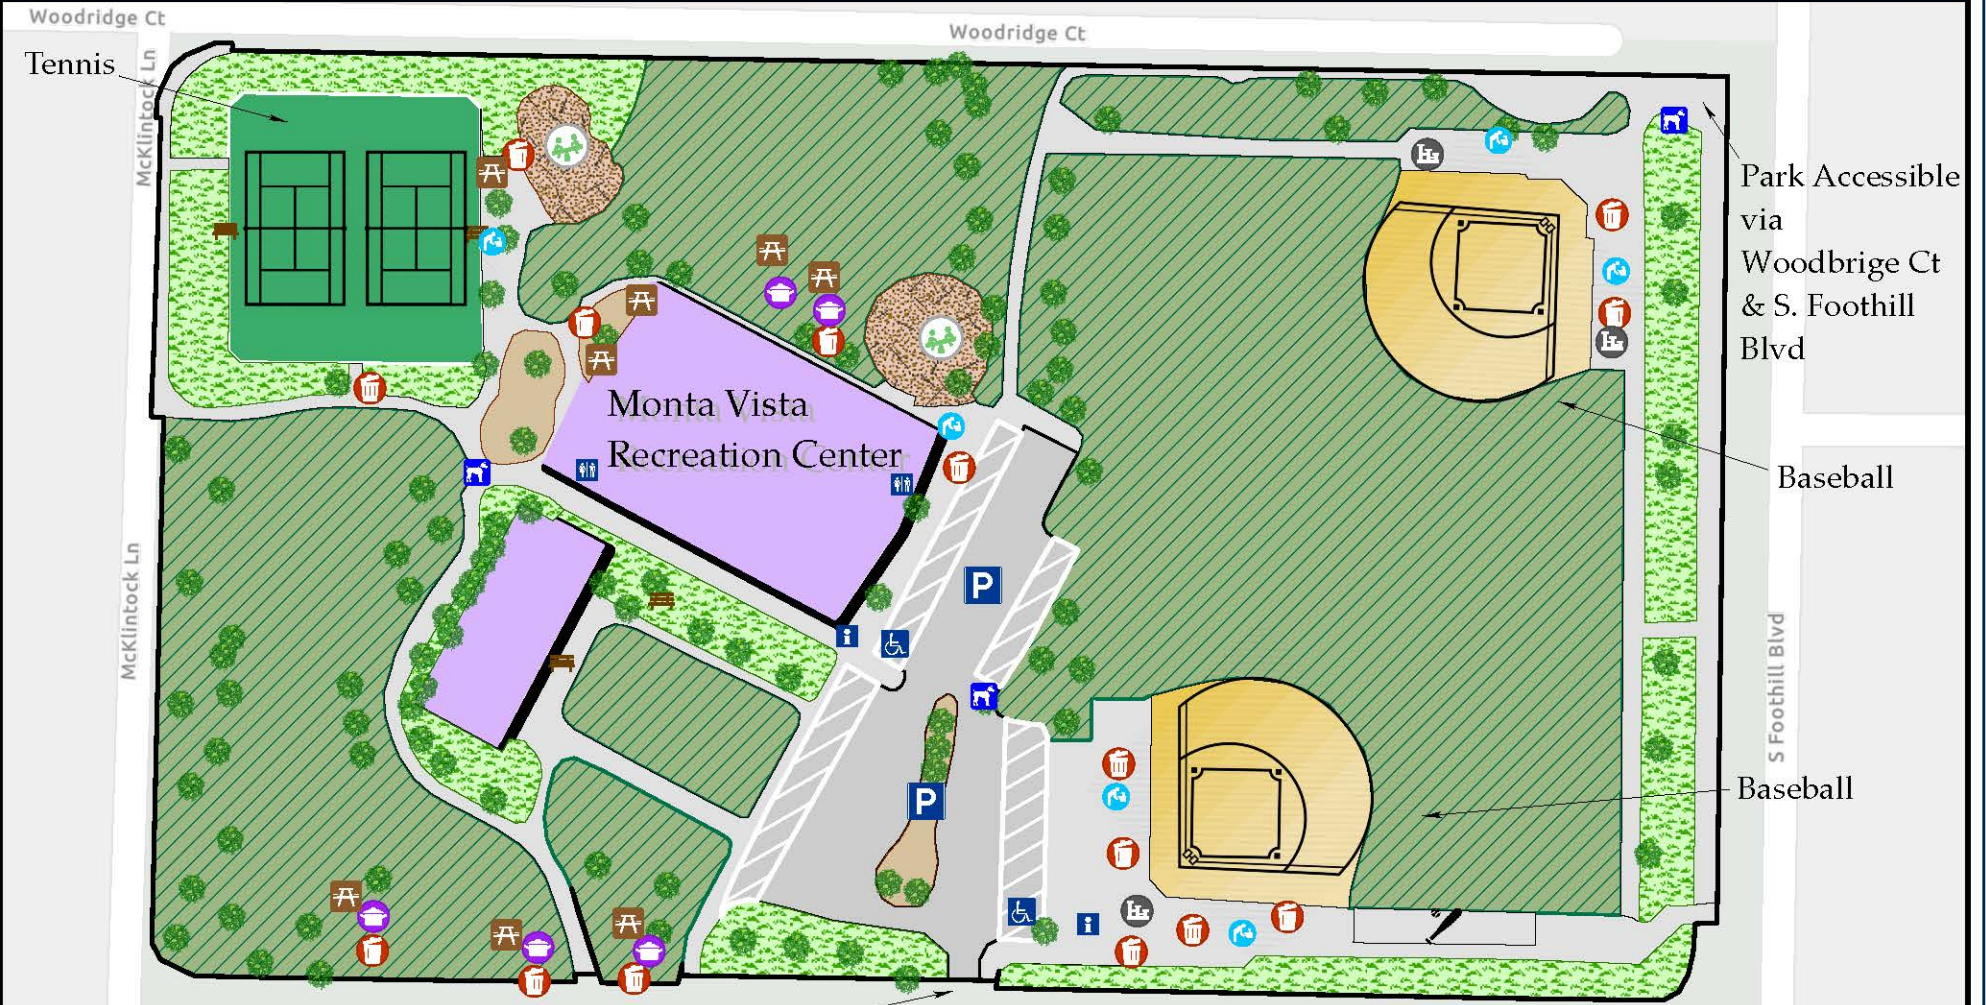 Woodridge Ct
Woodridge Ct
Tennis
McKlintock Ln
Park Accessible
via
Woodbrige Ct
& S. Foothill
Blvd
Monta Vista
Recreation Center
Baseball
P
McKlintock Ln
i
S Foothill Blvd
Baseball
P
i